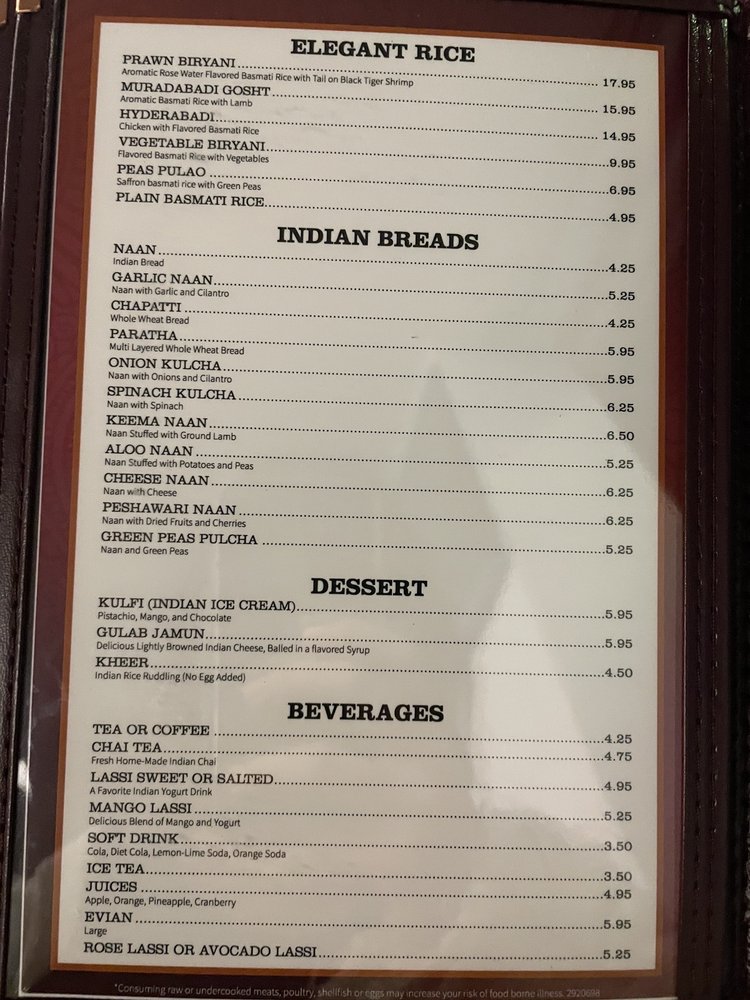 ELEGANT RICE
PRAWN BIRYANI 17.95
Aromatic Rose Water Flavored Basmati Rice with Tail on Black Tiger Shrimp
MURADABADI GOSHT 15.95
Aromatic Basmati Rice with Lamb
HYDERABADI 14.95
Chicken with Flavored Basmati Rice
VEGETABLE BIRYANI 9.95
Flavored Basmati Rice with Vegetables
PEAS PULAO 6.95
Saffron basmati rice with Green Peas
PLAIN BASMATI RICE 4.95
INDIAN BREADS
NAAN 4.25
Indian Bread
GARLIC NAAN 5.25
Naan with Garlic and Cilantro
CHAPATTI 4.25
Whole Wheat Bread
PARATHA 5.95
Multi Layered Whole Wheat Bread
ONION KULCHA 5.95
Naan with Onions and Cilantro
SPINACH KULCHA 6.25
Naan with Spinach
KEEMA NAAN 6.50
Naan Stuffed with Ground Lamb
ALOO NAAN 5.25
Naan Stuffed with Potatoes and Peas
CHEESE NAAN 6.25
Naan with Cheese
PESHAWARI NAAN 6.25
Naan with Dried Fruits and Cherries
GREEN PEAS PULCHA 5.25
Naan and Green Peas
DESSERT
KULFI (INDIAN ICE CREAM) 5.95
Pistachio, Mango, and Chocolate
GULAB JAMUN 5.95
Delicious Lightly Browned Indian Cheese, Balled in a flavored Syrup
KHEER 4.50
Indian Rice Ruddling (No Egg Added)
BEVERAGES
TEA OR COFFEE 4.25
CHAI TEA 4.75
Fresh Home-Made Indian Chai
LASSI SWEET OR SALTED 4.95
A Favorite Indian Yogurt Drink
MANGO LASSI 5.25
Delicious Blend of Mango and Yogurt
SOFT DRINK 3.50
Cola, Diet Cola, Lemon-Lime Soda, Orange Soda
ICE TEA 3.50
JUICES 4.95
Apple, Orange, Pineapple, Cranberry
EVIAN 5.95
Large
ROSE LASSI OR AVOCADO LASSI 5.25
*Consuming raw or undercooked meats, poultry, shellfish or eggs may increase your risk of food borne illness. 2920698